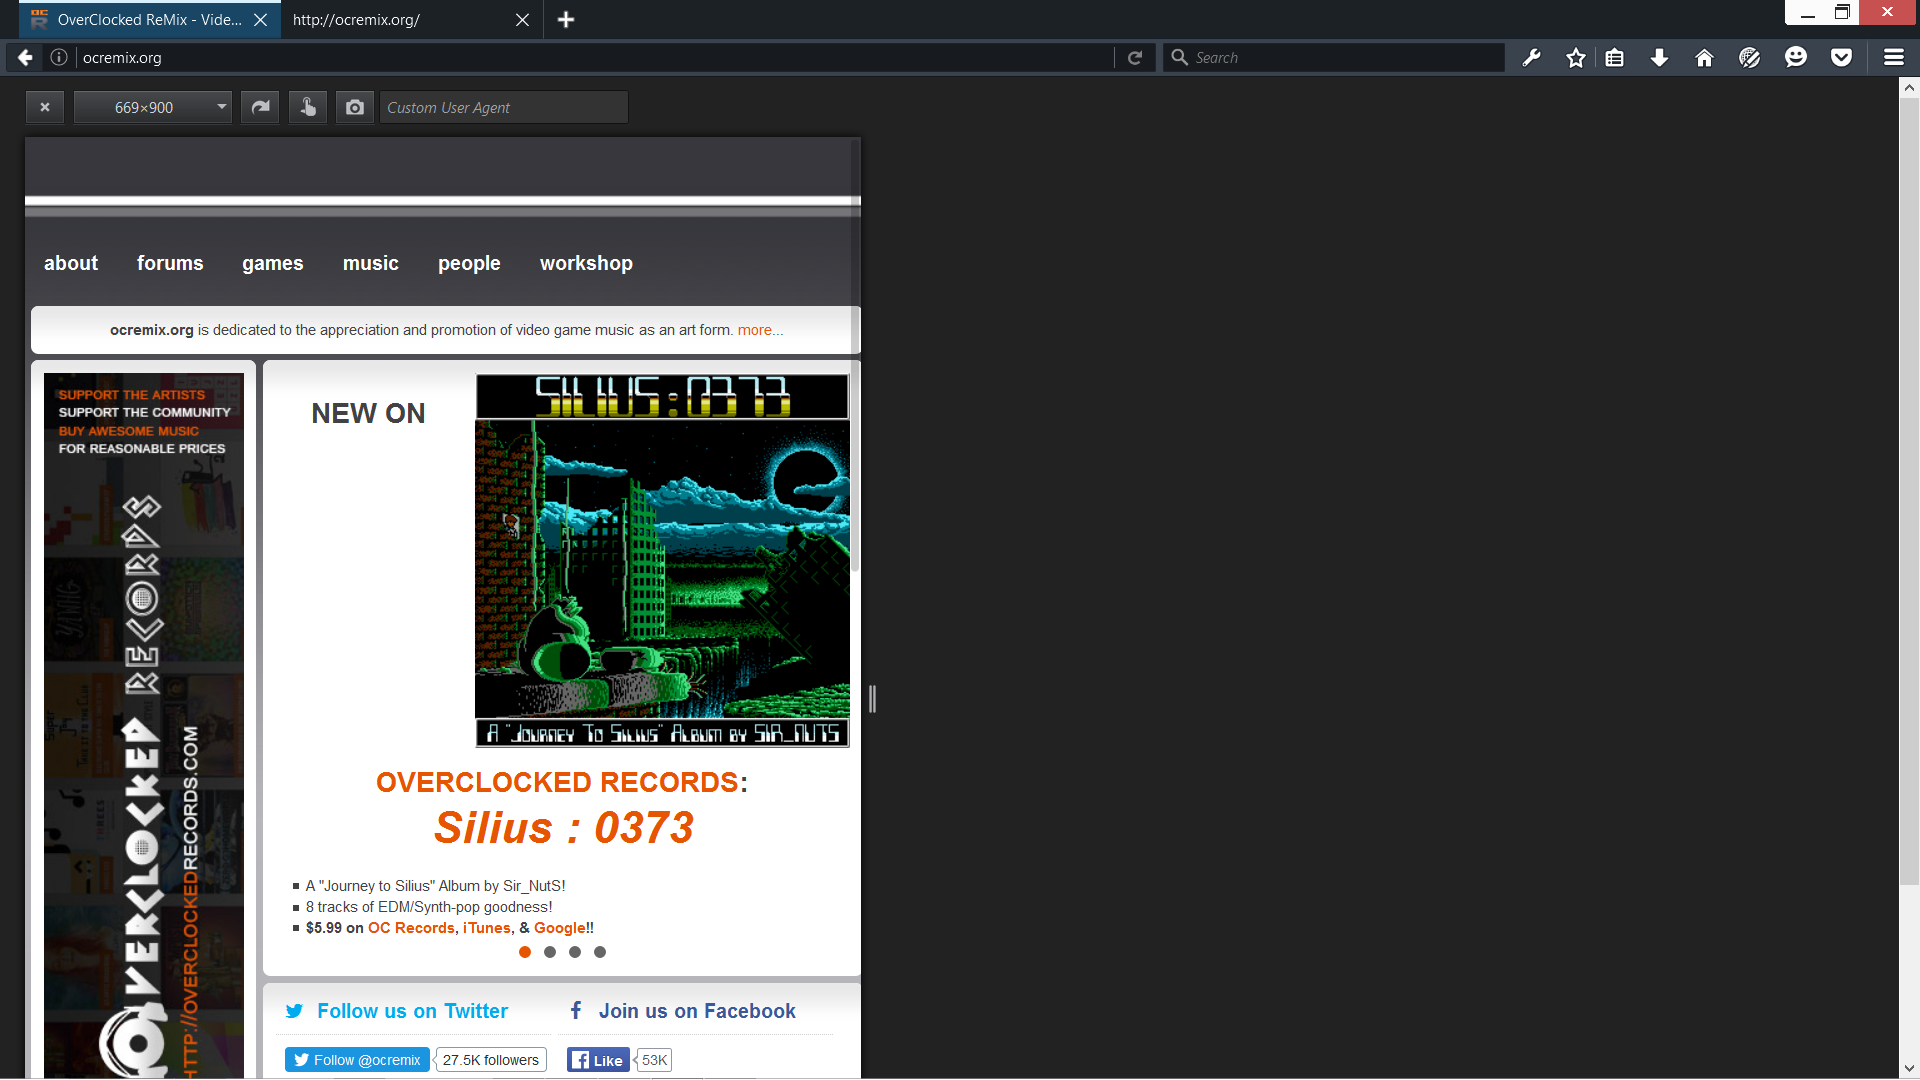 OverClocked ReMix - Vide...
http://ocremix.org/
ocremix.org
Search
669×900
Custom User Agent
about forums games music people workshop
ocremix.org is dedicated to the appreciation and promotion of video game music as an art form. more...
SUPPORT THE ARTISTS
SUPPORT THE COMMUNITY
BUY AWESOME MUSIC
FOR REASONABLE PRICES
OVERCLOCKED RECORDS
HTTP://OVERCLOCKEDRECORDS.COM
NEW ON
SILIUS:0373
A "Journey To Silius" Album by SIR_NUTS
OVERCLOCKED RECORDS:
Silius : 0373
A "Journey to Silius" Album by Sir_NutS!
8 tracks of EDM/Synth-pop goodness!
$5.99 on OC Records, iTunes, & Google!!
Follow us on Twitter
Join us on Facebook
Follow @ocremix 27.5K followers
Like 53K